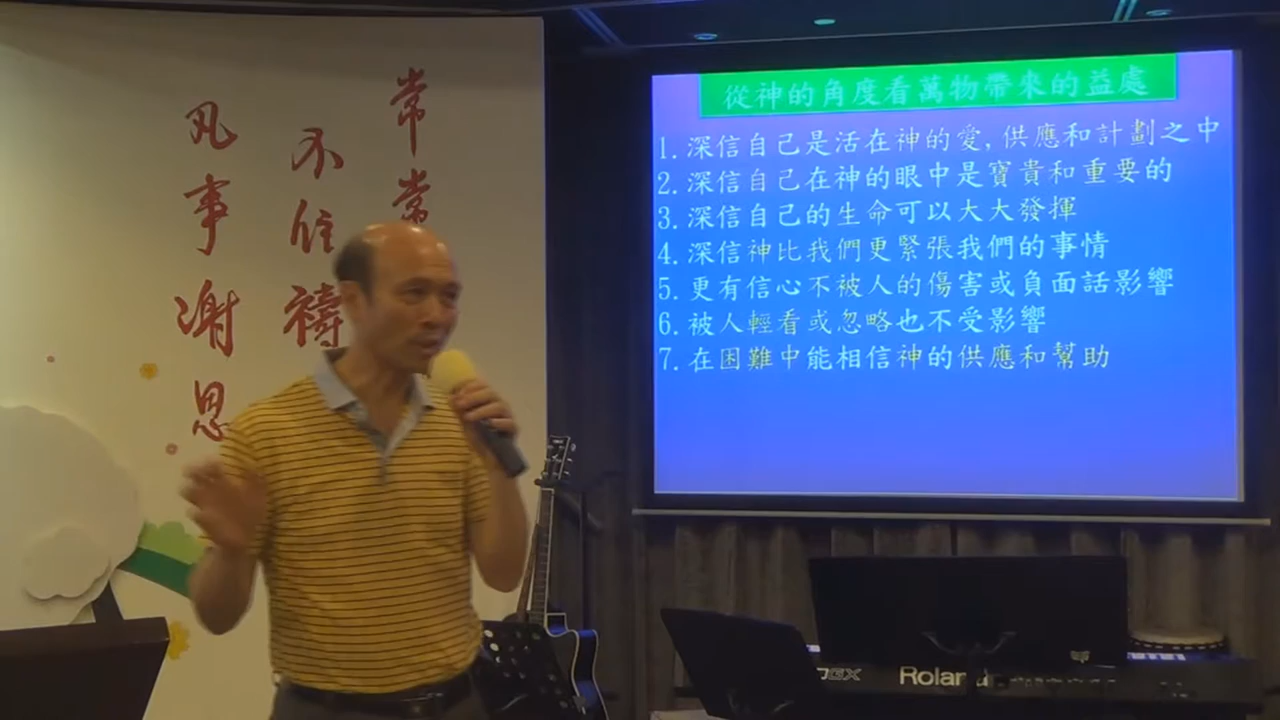 常常
不住禱
凡事謝恩
從神的角度看萬物帶來的益處
1. 深信自己是活在神的愛, 供應和計劃之中
2. 深信自己在神的眼中是寶貴和重要的
3. 深信自己的生命可以大大發揮
4. 深信神比我們更緊張我們的事情
5. 更有信心不被人的傷害或負面話影響
6. 被人輕看或忽略也不受影響
7. 在困難中能相信神的供應和幫助
Roland